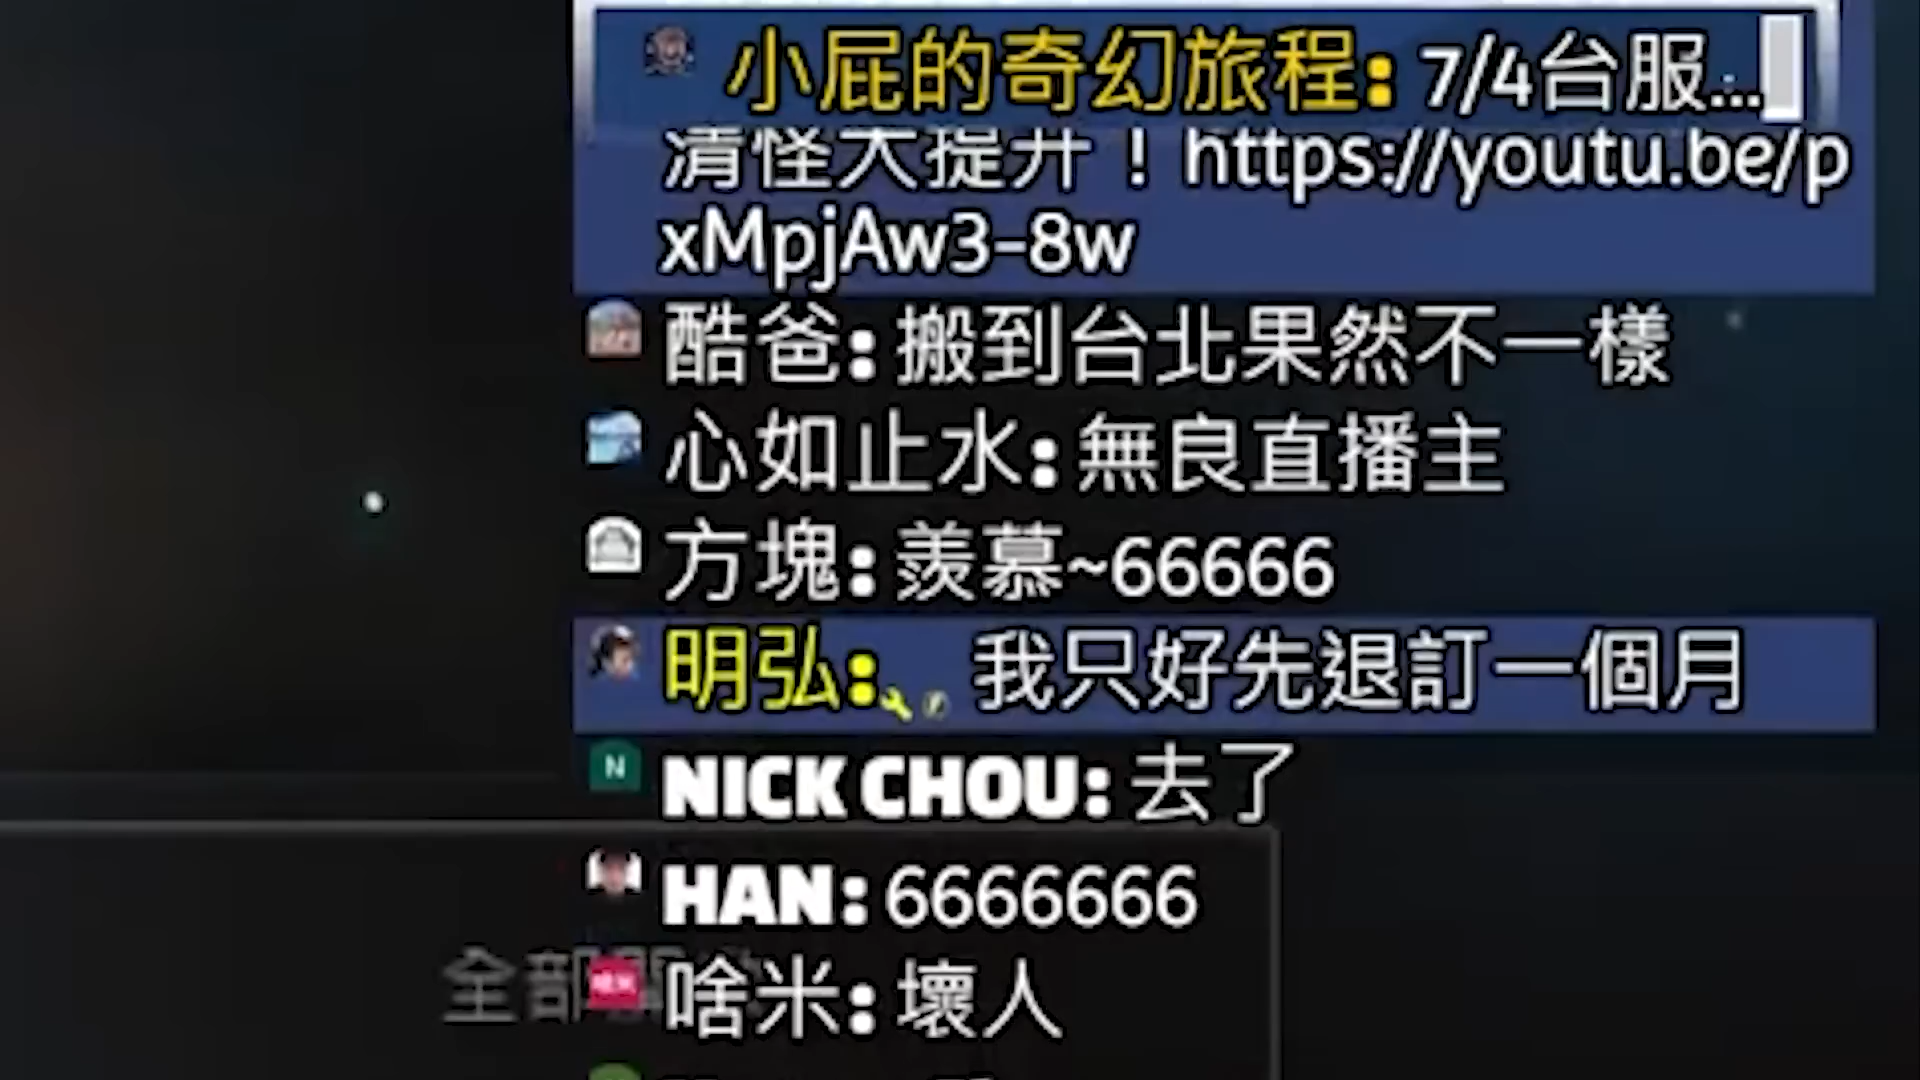 小屁的奇幻旅程: 7/4台服...
清怪大提升！https://youtu.be/p
xMpjAw3-8w
酷爸: 搬到台北果然不一樣
心如止水: 無良直播主
方塊: 羨慕~66666
明弘: 我只好先退訂一個月
N NICK CHOU: 去了
HAN: 6666666
全部
啥米: 壞人